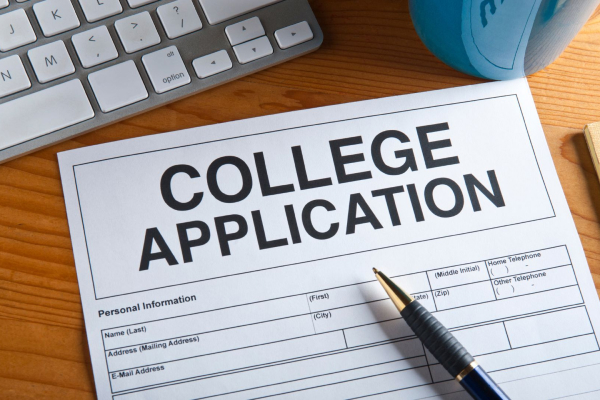 J K L
N M < , > . ? /
alt
option
COLLEGE
APPLICATION
Personal Information
Name (Last) (First) (Middle Initial) Home Telephone
( ) -
Address (Mailing Address) (City) (Zip) Other Telephone
( ) -
E-Mail Address